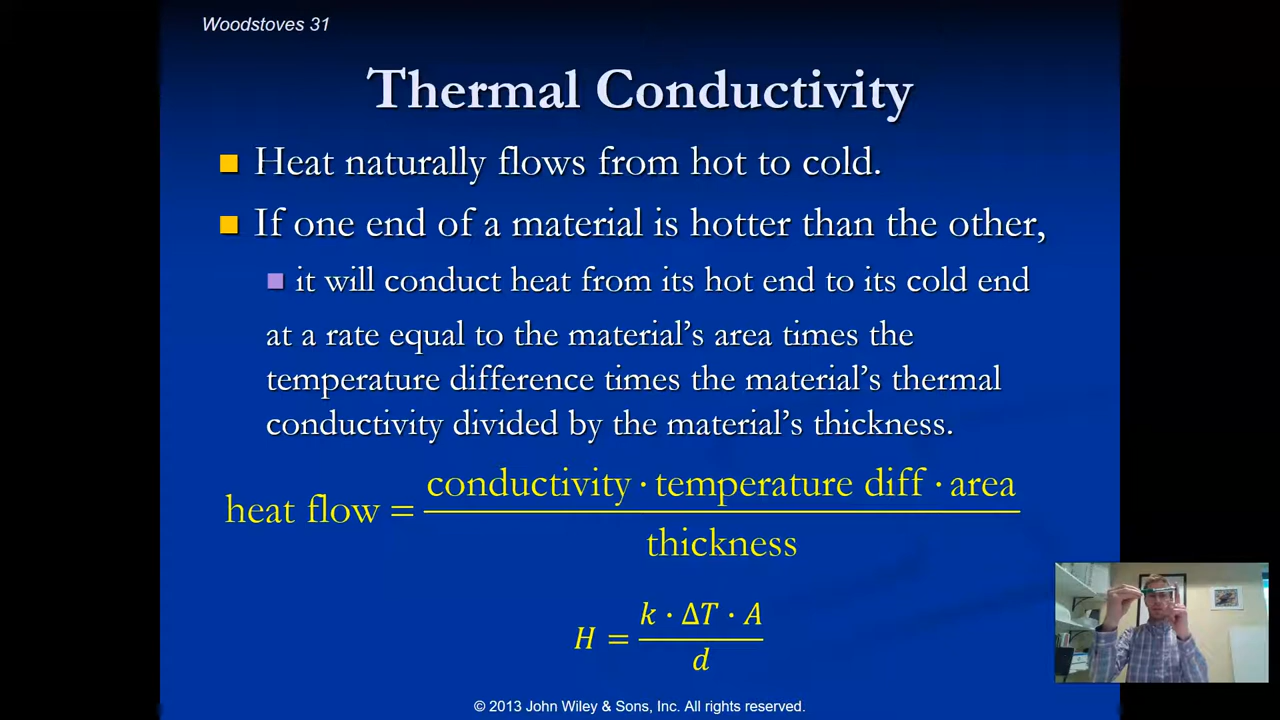 Woodstoves 31
Thermal Conductivity
Heat naturally flows from hot to cold.
If one end of a material is hotter than the other,
it will conduct heat from its hot end to its cold end
at a rate equal to the material's area times the
temperature difference times the material's thermal
conductivity divided by the material's thickness.
heat flow = conductivity · temperature diff · area
thickness
H = k · ΔT · A
d
© 2013 John Wiley & Sons, Inc. All rights reserved.